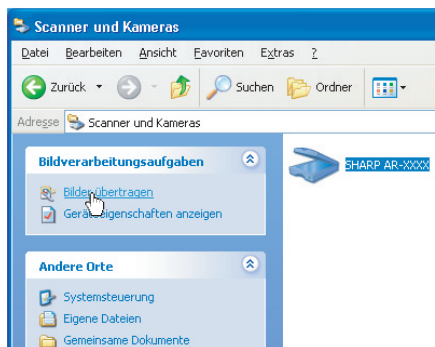 Scanner und Kameras
Datei Bearbeiten Ansicht Favoriten Extras ?
Zurück Suchen Ordner
Adresse Scanner und Kameras
Bildverarbeitungsaufgaben
SHARP AR-XXXX
Bilder übertragen
Geräteeigenschaften anzeigen
Andere Orte
Systemsteuerung
Eigene Dateien
Gemeinsame Dokumente